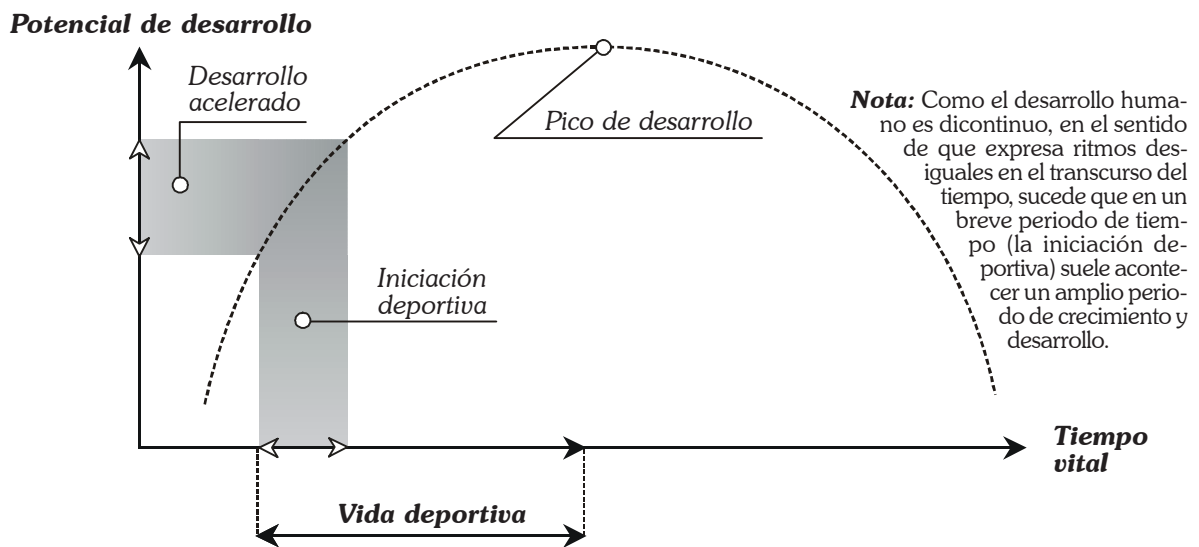 Potencial de desarrollo
Desarrollo
acelerado
Pico de desarrollo
Nota: Como el desarrollo huma-
no es dicontinuo, en el sentido
de que expresa ritmos des-
iguales en el transcurso del
tiempo, sucede que en un
breve periodo de tiem-
po (la iniciación de-
portiva) suele aconte-
cer un amplio perio-
do de crecimiento y
desarrollo.
Iniciación
deportiva
Tiempo
vital
Vida deportiva